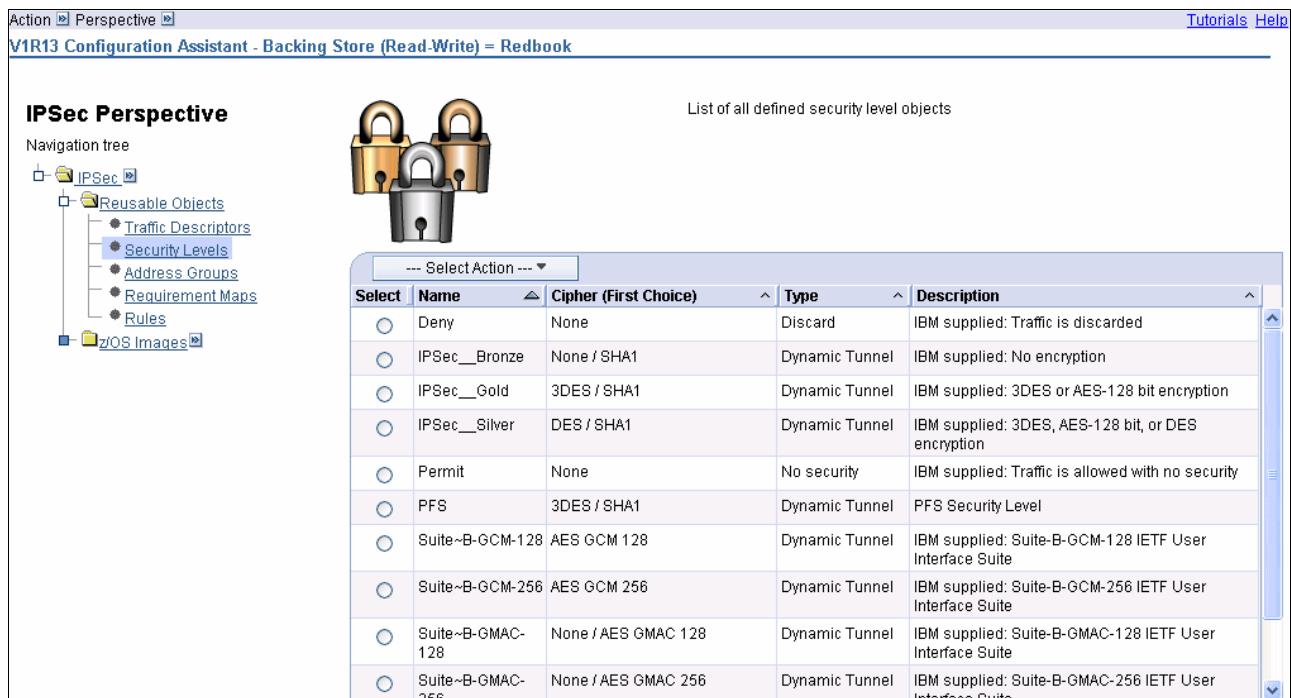 Action Perspective
Tutorials Help
V1R13 Configuration Assistant - Backing Store (Read-Write) = Redbook
IPSec Perspective
Navigation tree
IPSec
Reusable Objects
Traffic Descriptors
Security Levels
Address Groups
Requirement Maps
Rules
z/OS Images
List of all defined security level objects
--- Select Action ---
Select Name Cipher (First Choice) Type Description
Deny None Discard IBM supplied: Traffic is discarded
IPSec__Bronze None / SHA1 Dynamic Tunnel IBM supplied: No encryption
IPSec__Gold 3DES / SHA1 Dynamic Tunnel IBM supplied: 3DES or AES-128 bit encryption
IPSec__Silver DES / SHA1 Dynamic Tunnel IBM supplied: 3DES, AES-128 bit, or DES
encryption
Permit None No security IBM supplied: Traffic is allowed with no security
PFS 3DES / SHA1 Dynamic Tunnel PFS Security Level
Suite~B-GCM-128 AES GCM 128 Dynamic Tunnel IBM supplied: Suite-B-GCM-128 IETF User
Interface Suite
Suite~B-GCM-256 AES GCM 256 Dynamic Tunnel IBM supplied: Suite-B-GCM-256 IETF User
Interface Suite
Suite~B-GMAC- None / AES GMAC 128 Dynamic Tunnel IBM supplied: Suite-B-GMAC-128 IETF User
128 Interface Suite
Suite~B-GMAC- None / AES GMAC 256 Dynamic Tunnel IBM supplied: Suite-B-GMAC-256 IETF User
256 Interface Suite